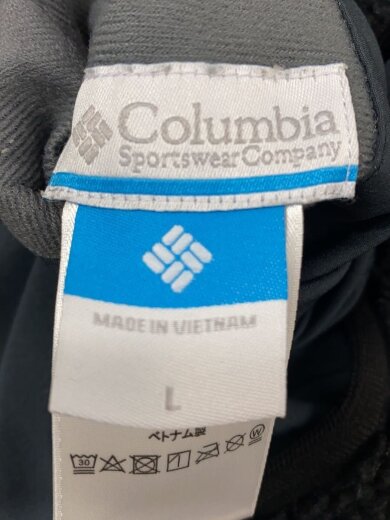 Columbia
Sportswear Company
MADE IN VIETNAM
L
ベトナム製
30
W